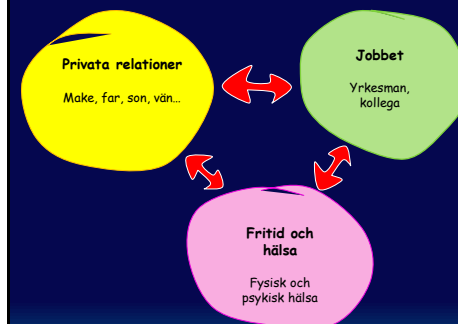 Privata relationer
Make, far, son, vän...
Jobbet
Yrkesman,
kollega
Fritid och
hälsa
Fysisk och
psykisk hälsa